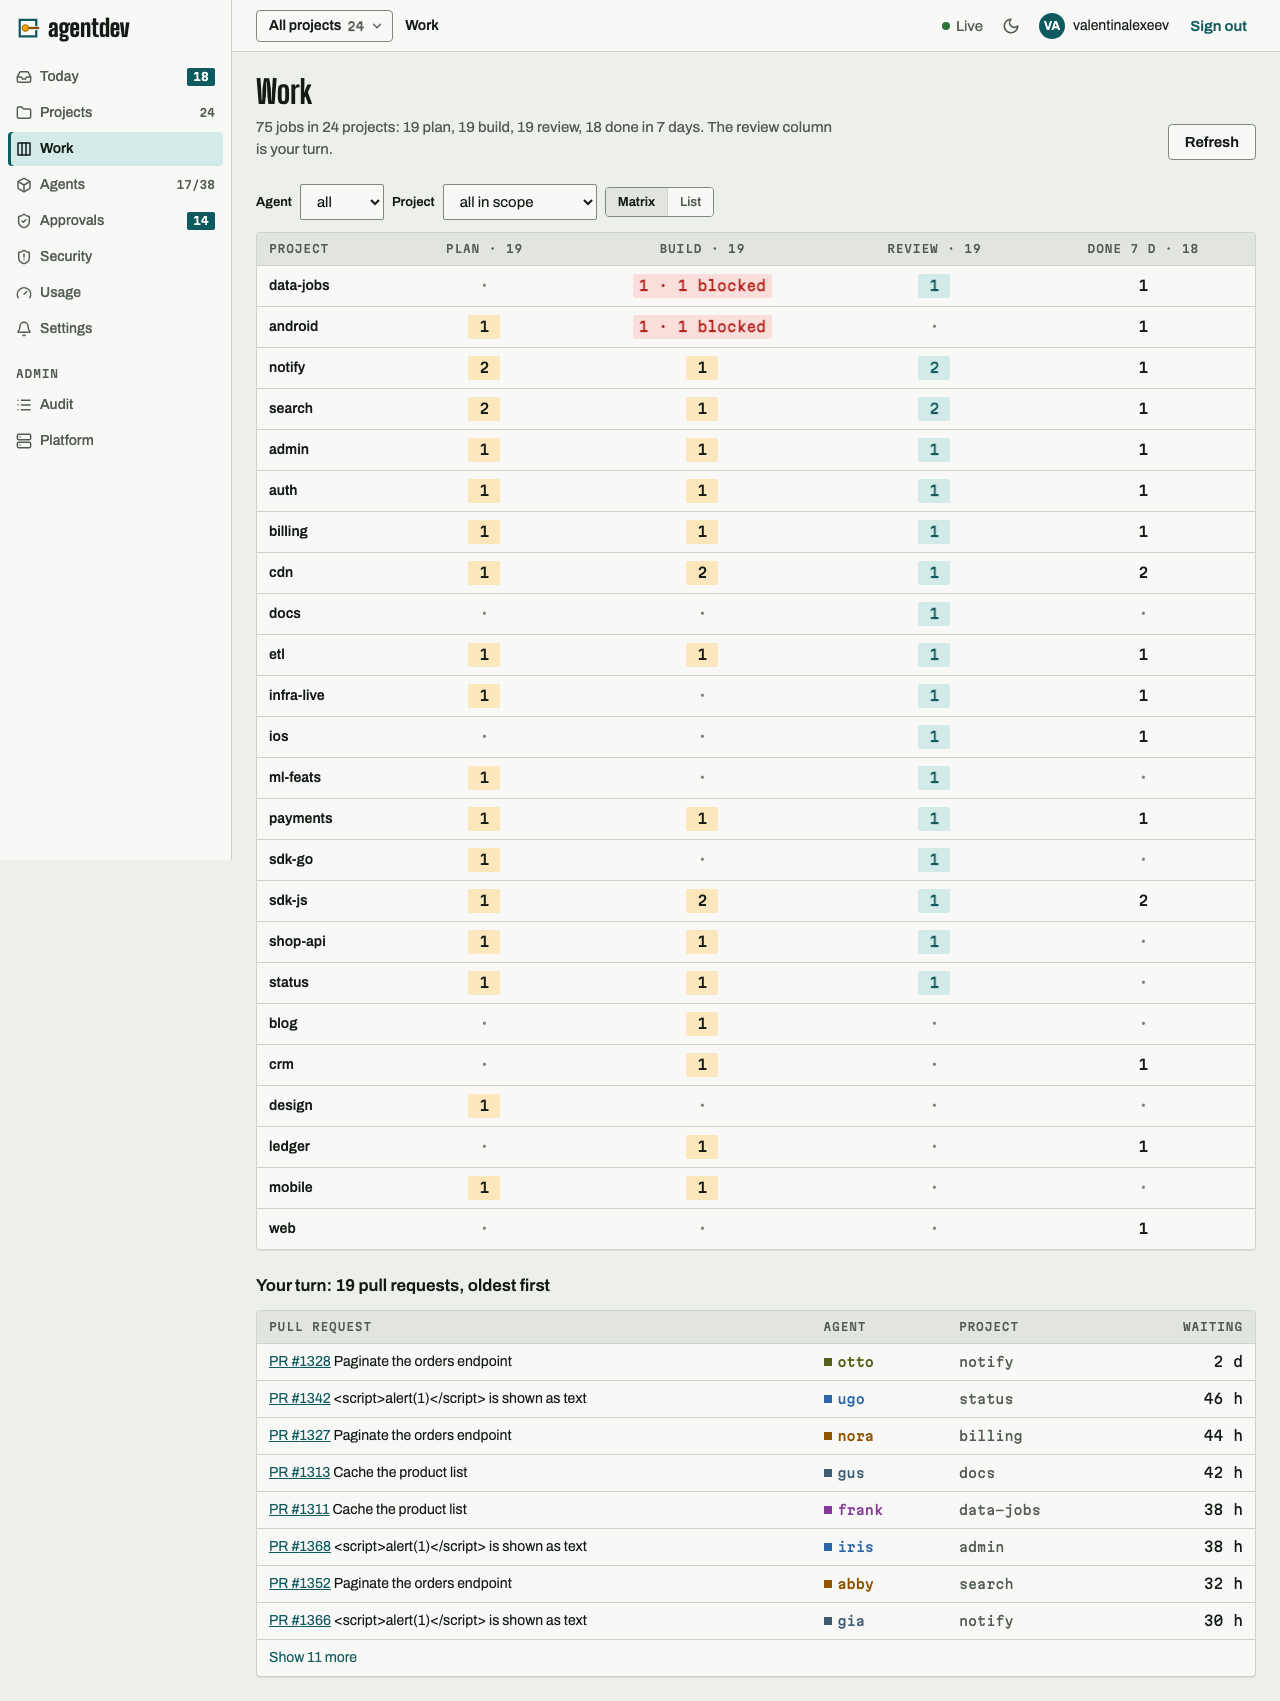 agentdev
All projects 24
Work
Live
VA
valentinalexeev
Sign out
Today 18
Projects 24
Work
Agents 17/38
Approvals 14
Security
Usage
Settings
ADMIN
Audit
Platform
Work
75 jobs in 24 projects: 19 plan, 19 build, 19 review, 18 done in 7 days. The review column
is your turn.
Refresh
Agent all Project all in scope Matrix List
PROJECT PLAN · 19 BUILD · 19 REVIEW · 19 DONE 7 D · 18
data-jobs · 1 · 1 blocked 1 1
android 1 1 · 1 blocked · 1
notify 2 1 2 1
search 2 1 2 1
admin 1 1 1 1
auth 1 1 1 1
billing 1 1 1 1
cdn 1 2 1 2
docs · · 1 ·
etl 1 1 1 1
infra-live 1 · 1 1
ios · · 1 1
ml-feats 1 · 1 ·
payments 1 1 1 1
sdk-go 1 · 1 ·
sdk-js 1 2 1 2
shop-api 1 1 1 ·
status 1 1 1 ·
blog · 1 · ·
crm · 1 · 1
design 1 · · ·
ledger · 1 · 1
mobile 1 1 · ·
web · · · 1
Your turn: 19 pull requests, oldest first
PULL REQUEST AGENT PROJECT WAITING
PR #1328 Paginate the orders endpoint otto notify 2 d
PR #1342 <script>alert(1)</script> is shown as text ugo status 46 h
PR #1327 Paginate the orders endpoint nora billing 44 h
PR #1313 Cache the product list gus docs 42 h
PR #1311 Cache the product list frank data-jobs 38 h
PR #1368 <script>alert(1)</script> is shown as text iris admin 38 h
PR #1352 Paginate the orders endpoint abby search 32 h
PR #1366 <script>alert(1)</script> is shown as text gia notify 30 h
Show 11 more